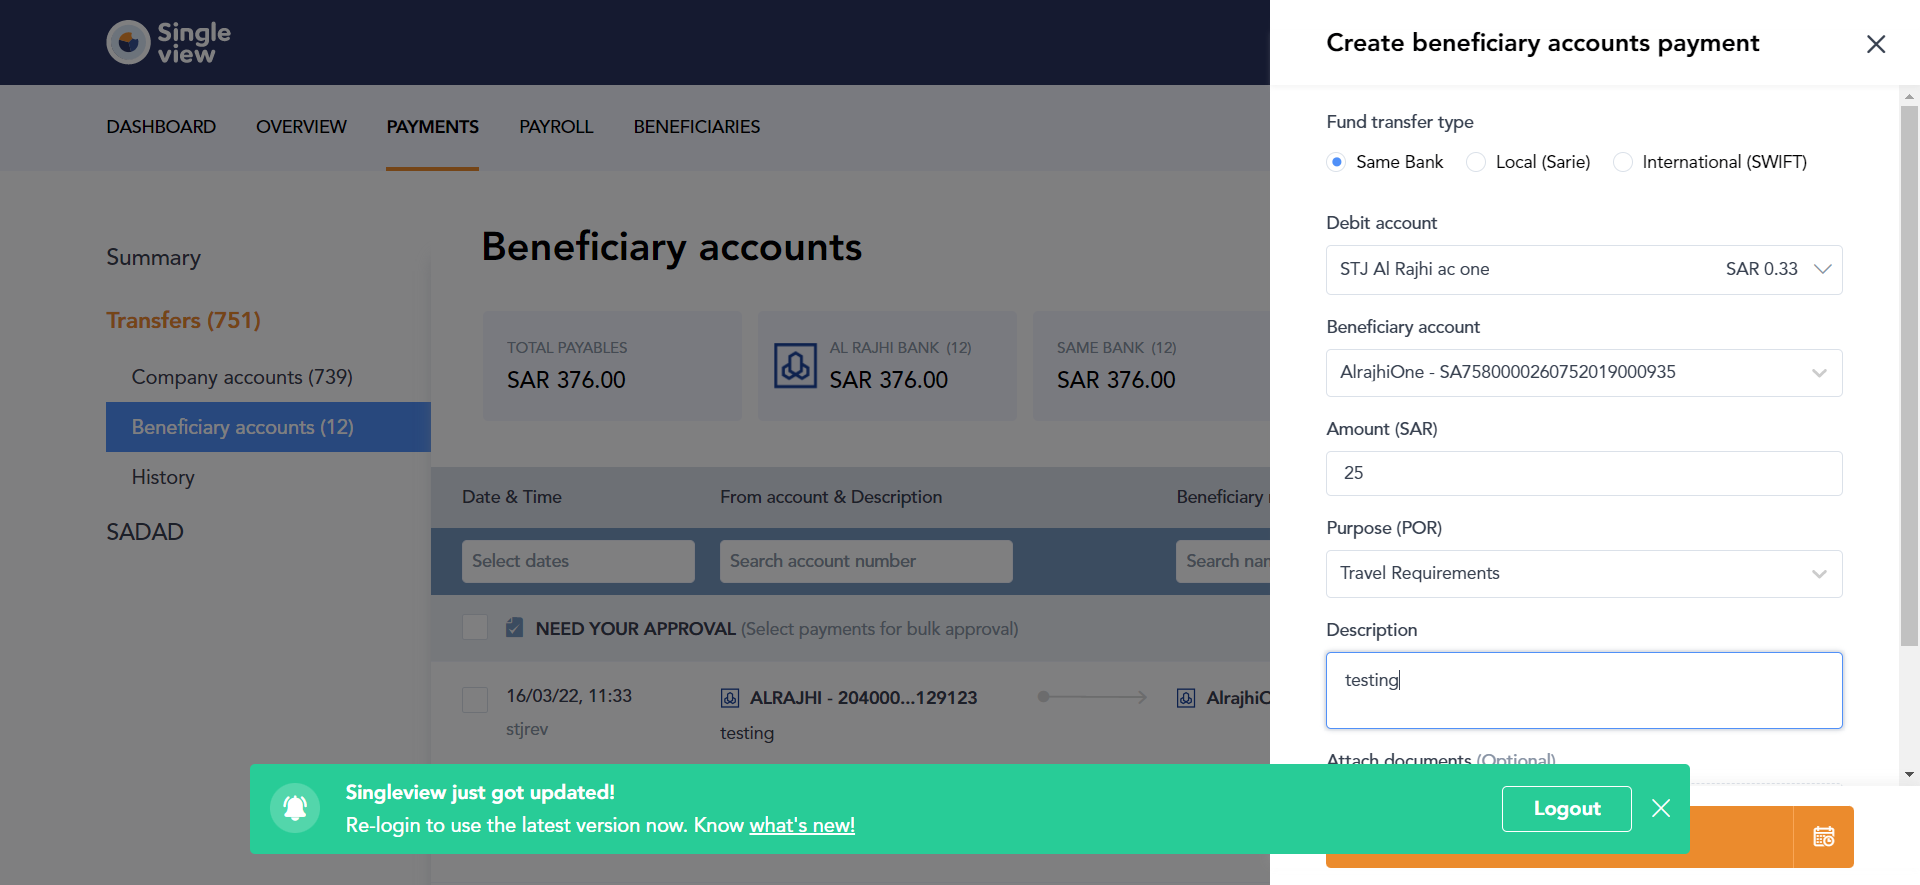 Single
view
DASHBOARD OVERVIEW PAYMENTS PAYROLL BENEFICIARIES
Summary
Transfers (751)
Company accounts (739)
Beneficiary accounts (12)
History
SADAD
Beneficiary accounts
TOTAL PAYABLES
SAR 376.00
AL RAJHI BANK (12)
SAR 376.00
SAME BANK (12)
SAR 376.00
Date & Time From account & Description Beneficiary
Select dates Search account number Search nar
NEED YOUR APPROVAL (Select payments for bulk approval)
16/03/22, 11:33 ALRAJHI - 204000...129123 AlrajhiO
stjrev testing
Create beneficiary accounts payment
Fund transfer type
Same Bank Local (Sarie) International (SWIFT)
Debit account
STJ Al Rajhi ac one SAR 0.33
Beneficiary account
AlrajhiOne - SA7580000260752019000935
Amount (SAR)
25
Purpose (POR)
Travel Requirements
Description
testing
Attach documents (Optional)
Singleview just got updated!
Re-login to use the latest version now. Know what's new!
Logout